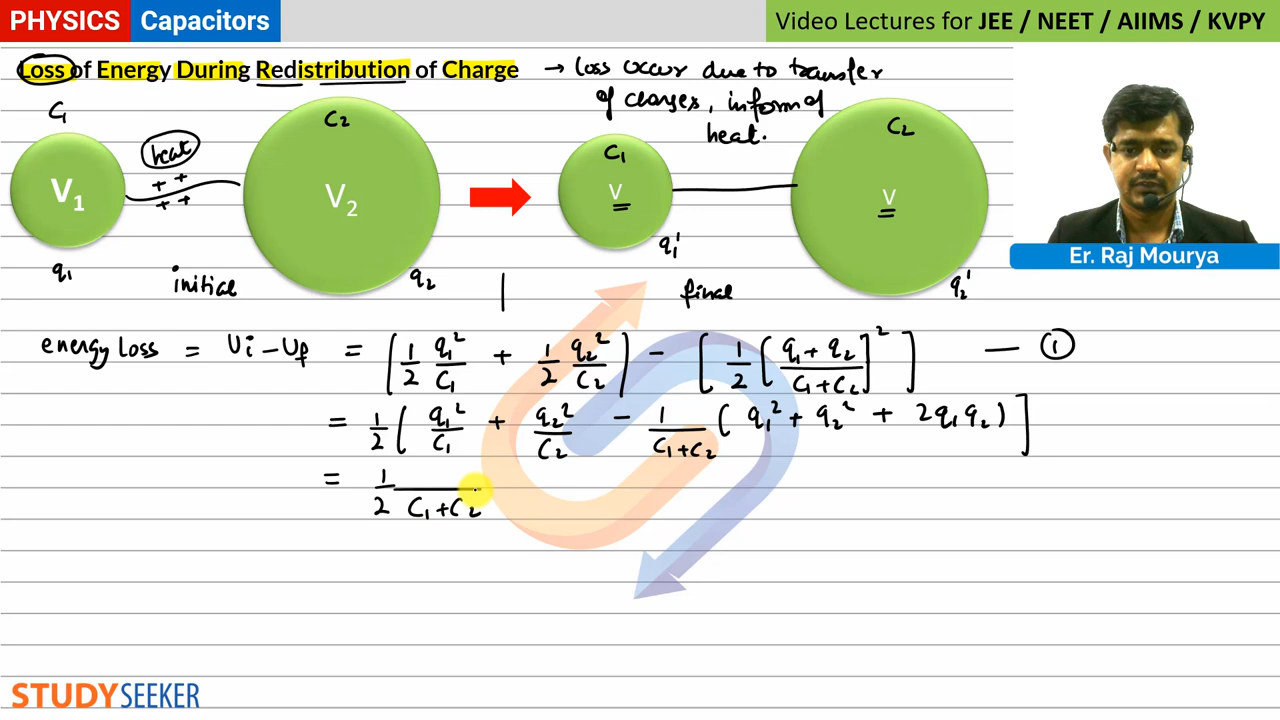 PHYSICS Capacitors Video Lectures for JEE / NEET / AIIMS / KVPY
Loss of Energy During Redistribution of Charge → loss occur due to transfer
of charges, in form of
heat.
C₁
C₂
C₁
C₂
heat
+ +
+ +
V₁
V₂
V
V
q₁
initial
q₂
q₁'
final
q₂'
Er. Raj Mourya
energy loss = Ui - Uf = [1/2 q₁²/C₁ + 1/2 q₂²/C₂] - [1/2 [(q₁ + q₂)/(C₁ + C₂)]²] — ①
= 1/2 [q₁²/C₁ + q₂²/C₂ - 1/(C₁ + C₂) (q₁² + q₂² + 2q₁q₂)]
= 1/2 /(C₁ + C₂)
STUDYSEEKER